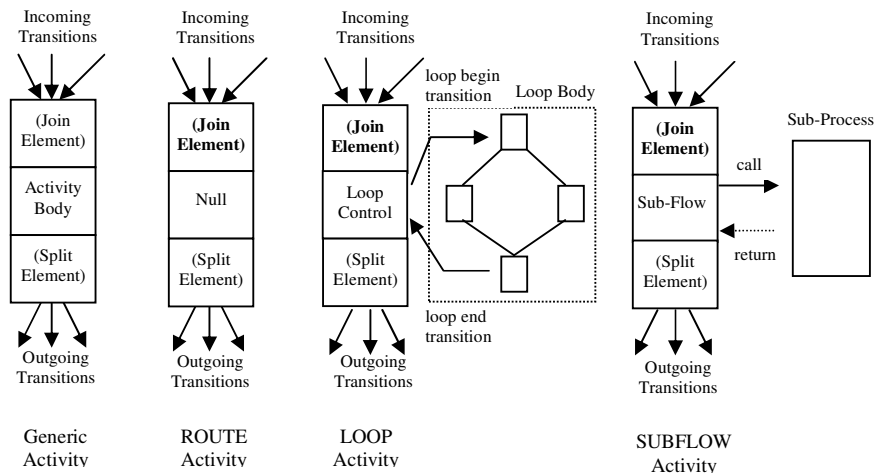 Incoming
Transitions
(Join
Element)
Activity
Body
(Split
Element)
Outgoing
Transitions
Generic
Activity
Incoming
Transitions
(Join
Element)
Null
(Split
Element)
Outgoing
Transitions
ROUTE
Activity
Incoming
Transitions
(Join
Element)
Loop
Control
(Split
Element)
Outgoing
Transitions
LOOP
Activity
loop begin
transition
Loop Body
loop end
transition
Incoming
Transitions
(Join
Element)
Sub-Flow
(Split
Element)
Outgoing
Transitions
SUBFLOW
Activity
call
return
Sub-Process